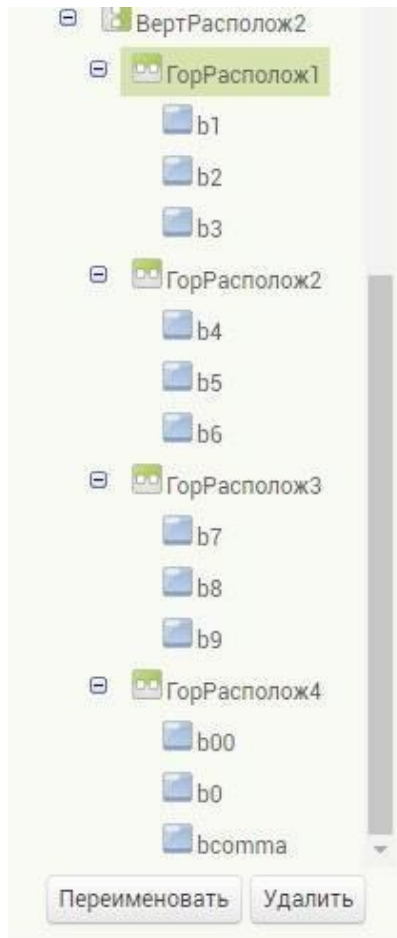 ВертРасполож2
ГорРасполож1
b1
b2
b3
ГорРасполож2
b4
b5
b6
ГорРасполож3
b7
b8
b9
ГорРасполож4
b00
b0
bcomma
Переименовать Удалить